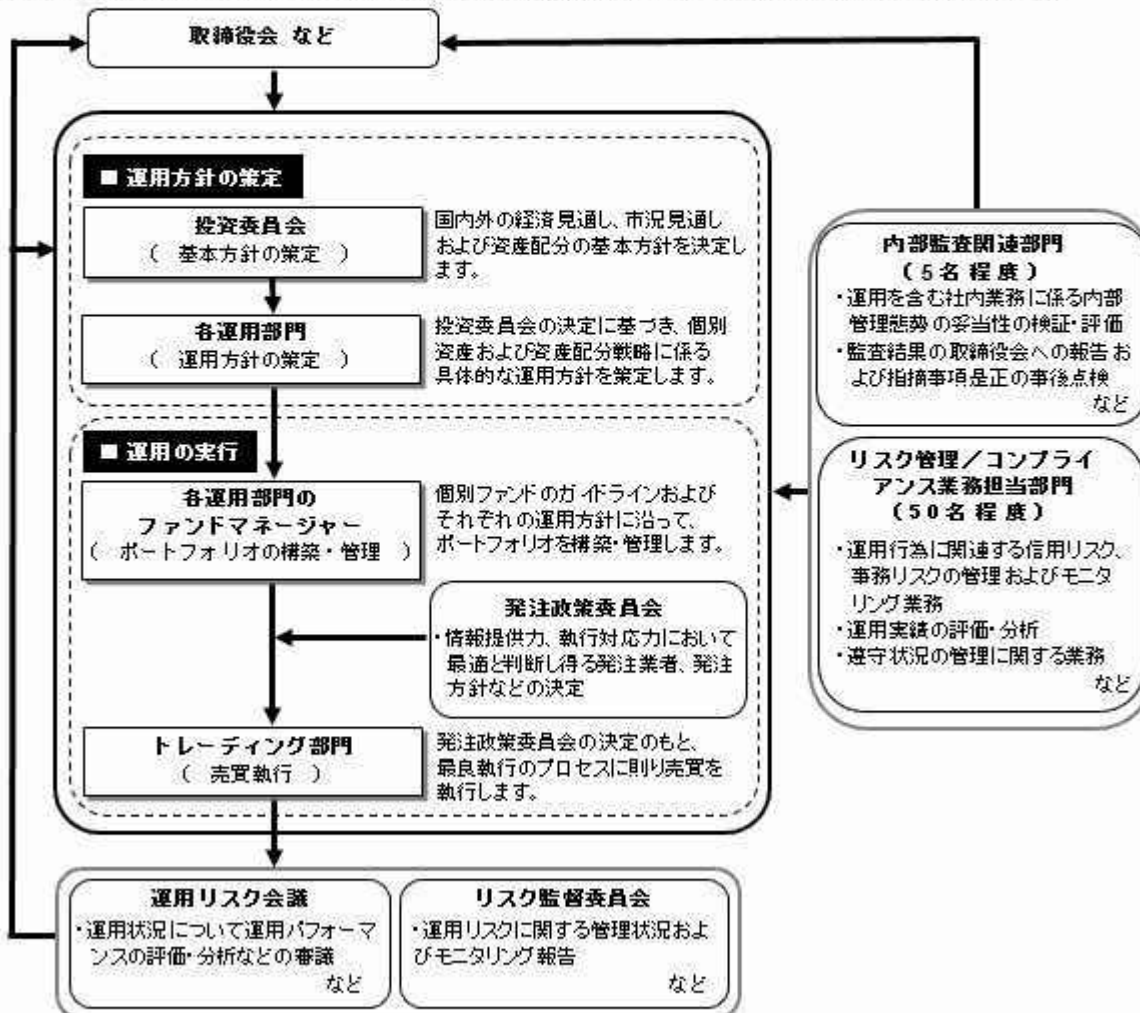 取締役会 など
■ 運用方針の策定
投資委員会
( 基本方針の策定 )
国内外の経済見通し、市況見通し
および資産配分の基本方針を決定し
ます。
各運用部門
( 運用方針の策定 )
投資委員会の決定に基づき、個別
資産および資産配分戦略に係る
具体的な運用方針を策定します。
■ 運用の実行
各運用部門の
ファンドマネージャー
( ポートフォリオの構築・管理 )
個別ファンドのガイドラインおよび
それぞれの運用方針に沿って、
ポートフォリオを構築・管理します。
発注政策委員会
・情報提供力、執行対応力において
最適と判断し得る発注業者、発注
方針などの決定
トレーディング部門
( 売買執行 )
発注政策委員会の決定のもと、
最良執行のプロセスに則り売買を
執行します。
内部監査関連部門
(5名程度)
・運用を含む社内業務に係る内部
管理態勢の妥当性の検証・評価
・監査結果の取締役会への報告お
よび指摘事項是正の事後点検
など
リスク管理/コンプライ
アンス業務担当部門
(50名程度)
・運用行為に関連する信用リスク、
事務リスクの管理およびモニタ
リング業務
・運用実績の評価・分析
・遵守状況の管理に関する業務
など
運用リスク会議
・運用状況について運用パフォーマ
ンスの評価・分析などの審議
など
リスク監督委員会
・運用リスクに関する管理状況およ
びモニタリング報告
など